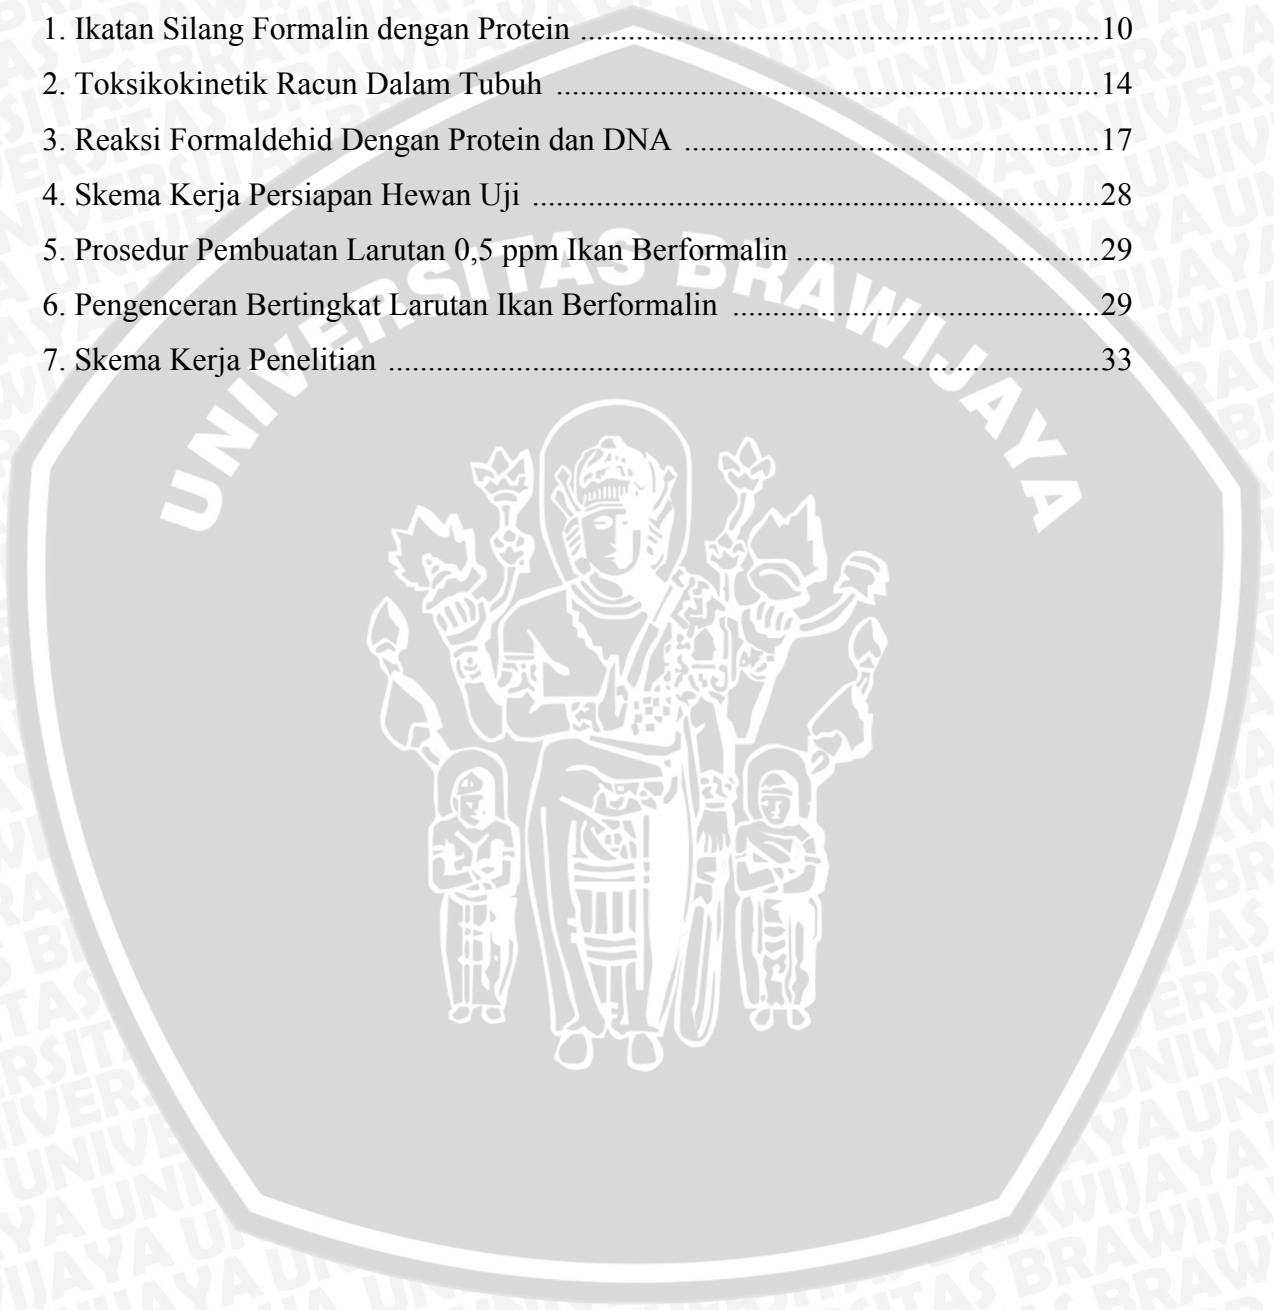 1. Ikatan Silang Formalin dengan Protein ..................................................................10
2. Toksikokinetik Racun Dalam Tubuh .....................................................................14
3. Reaksi Formaldehid Dengan Protein dan DNA .....................................................17
4. Skema Kerja Persiapan Hewan Uji ........................................................................28
5. Prosedur Pembuatan Larutan 0,5 ppm Ikan Berformalin .......................................29
6. Pengenceran Bertingkat Larutan Ikan Berformalin ...............................................29
7. Skema Kerja Penelitian ..........................................................................................33
UNIVERSITAS BRAWIJAYA